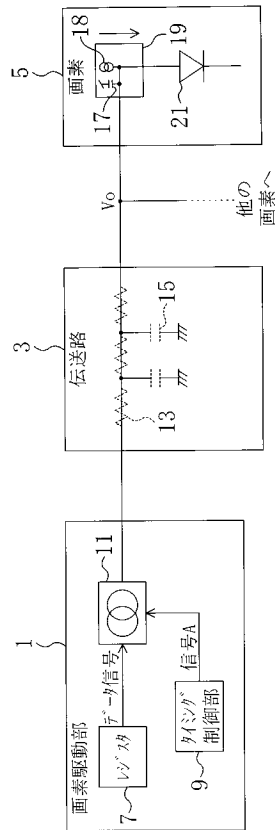 1
画素駆動部
レジスタ
7
データ信号
11
タイミング
制御部
9
信号A
3
伝送路
13
15
Vo
他の
画素へ
5
画素
17
18
19
21